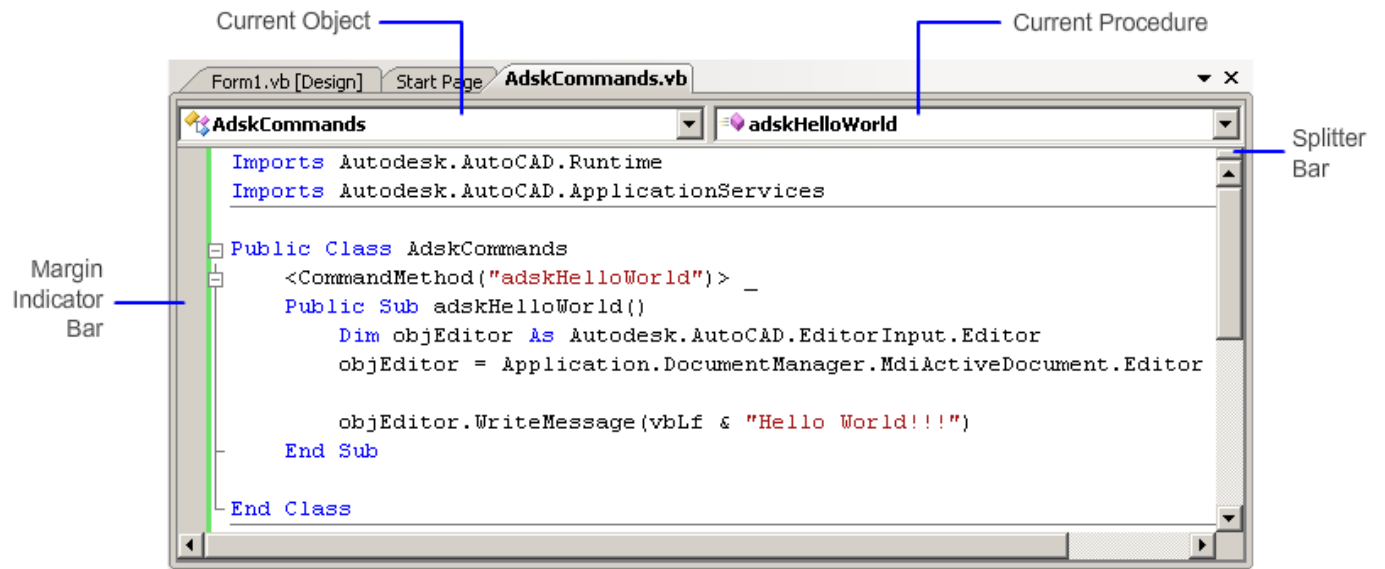 Current Object
Current Procedure
Form1.vb [Design] Start Page AdskCommands.vb
AdskCommands adskHelloWorld
Splitter
Bar
Imports Autodesk.AutoCAD.Runtime
Imports Autodesk.AutoCAD.ApplicationServices
Public Class AdskCommands
<CommandMethod("adskHelloWorld")> _
Public Sub adskHelloWorld()
Dim objEditor As Autodesk.AutoCAD.EditorInput.Editor
objEditor = Application.DocumentManager.MdiActiveDocument.Editor
objEditor.WriteMessage(vbLf & "Hello World!!!")
End Sub
End Class
Margin
Indicator
Bar